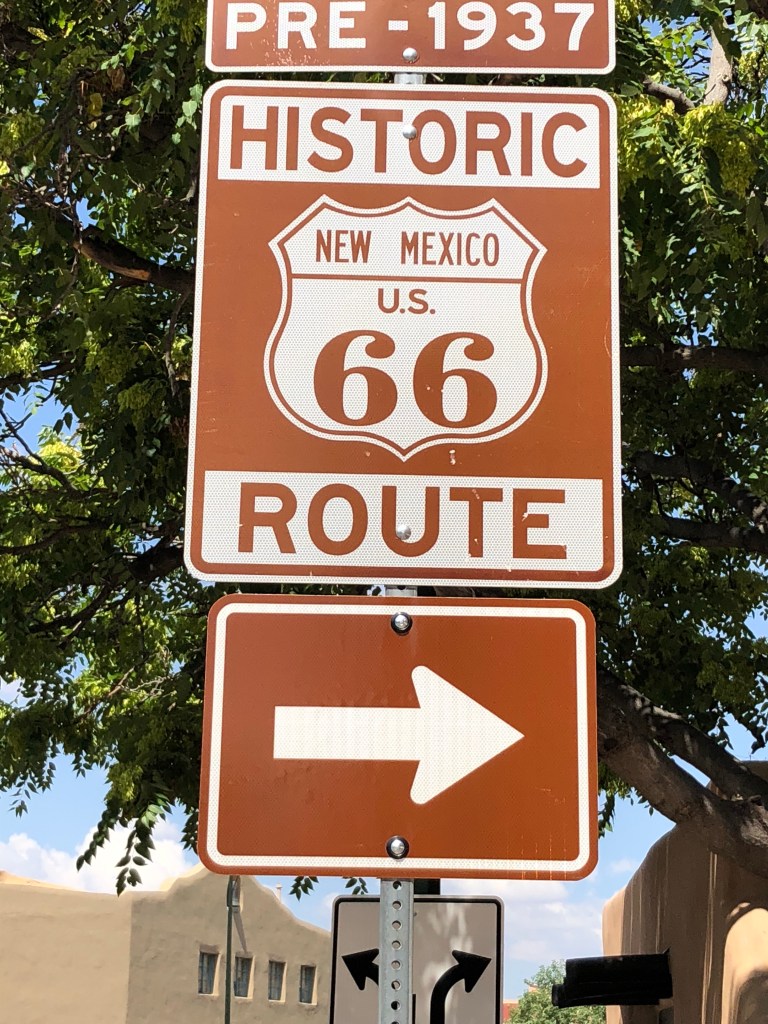 PRE - 1937
HISTORIC
NEW MEXICO
U.S.
66
ROUTE